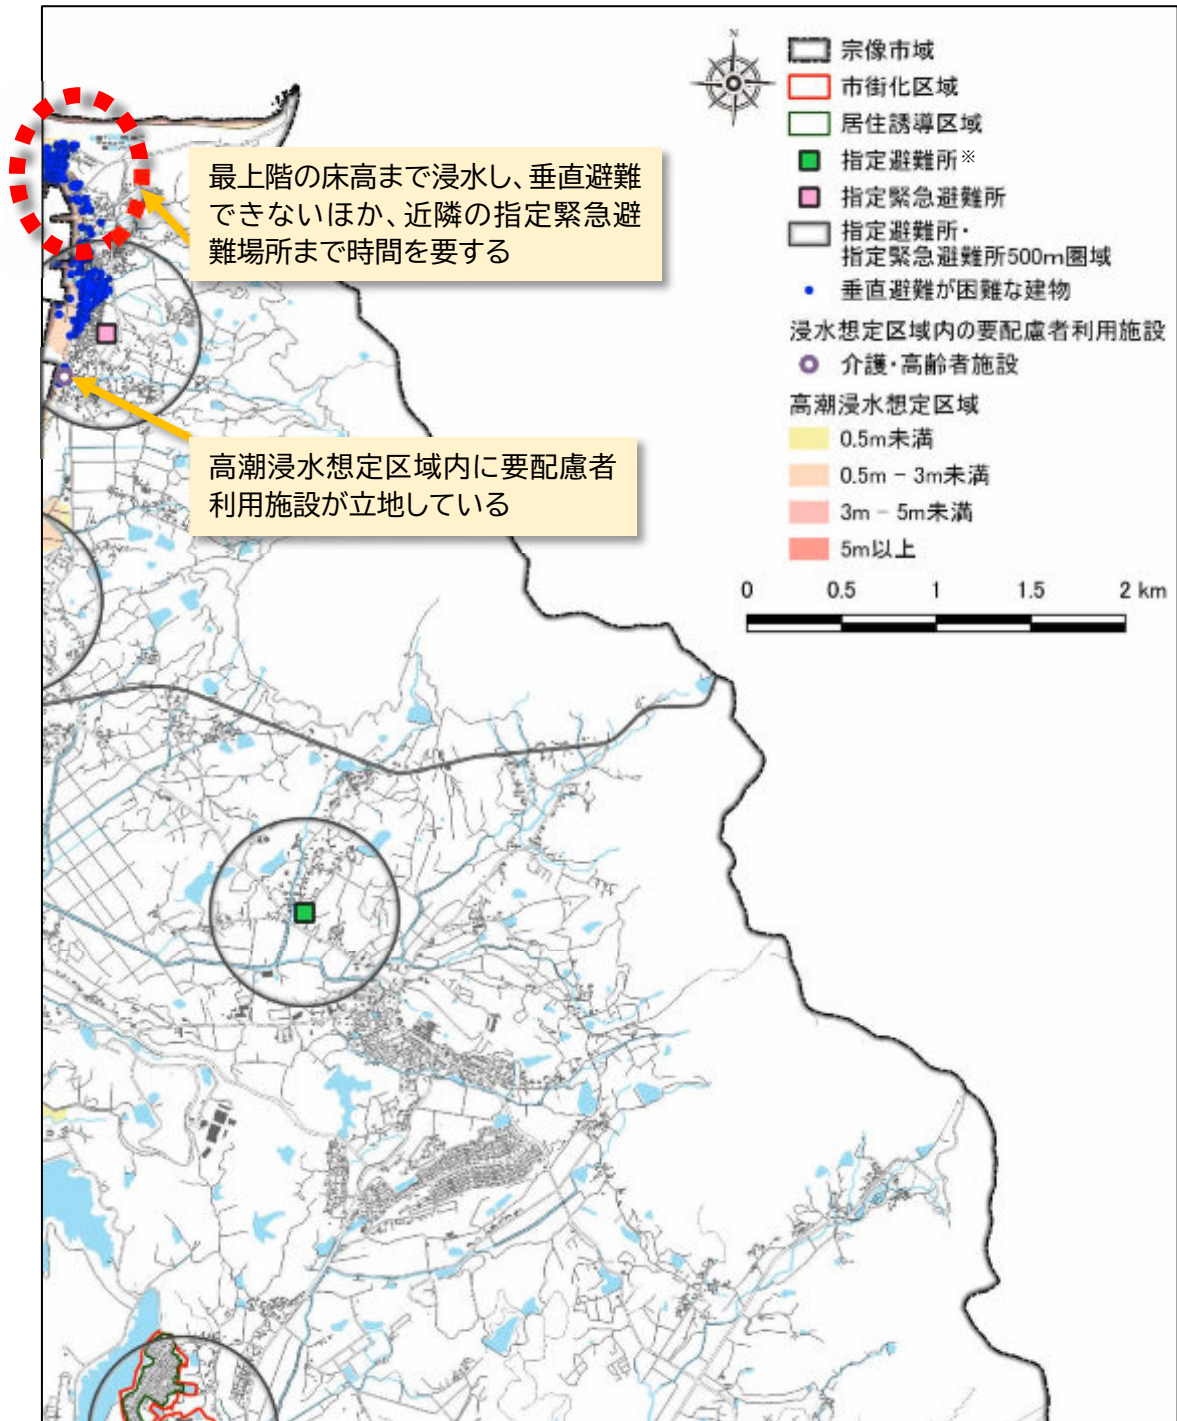 N
宗像市域
市街化区域
居住誘導区域
指定避難所※
指定緊急避難所
指定避難所・
指定緊急避難所500m圏域
垂直避難が困難な建物
浸水想定区域内の要配慮者利用施設
介護・高齢者施設
高潮浸水想定区域
0.5m未満
0.5m - 3m未満
3m - 5m未満
5m以上
0 0.5 1 1.5 2 km
最上階の床高まで浸水し、垂直避難
できないほか、近隣の指定緊急避
難場所まで時間を要する
高潮浸水想定区域内に要配慮者
利用施設が立地している